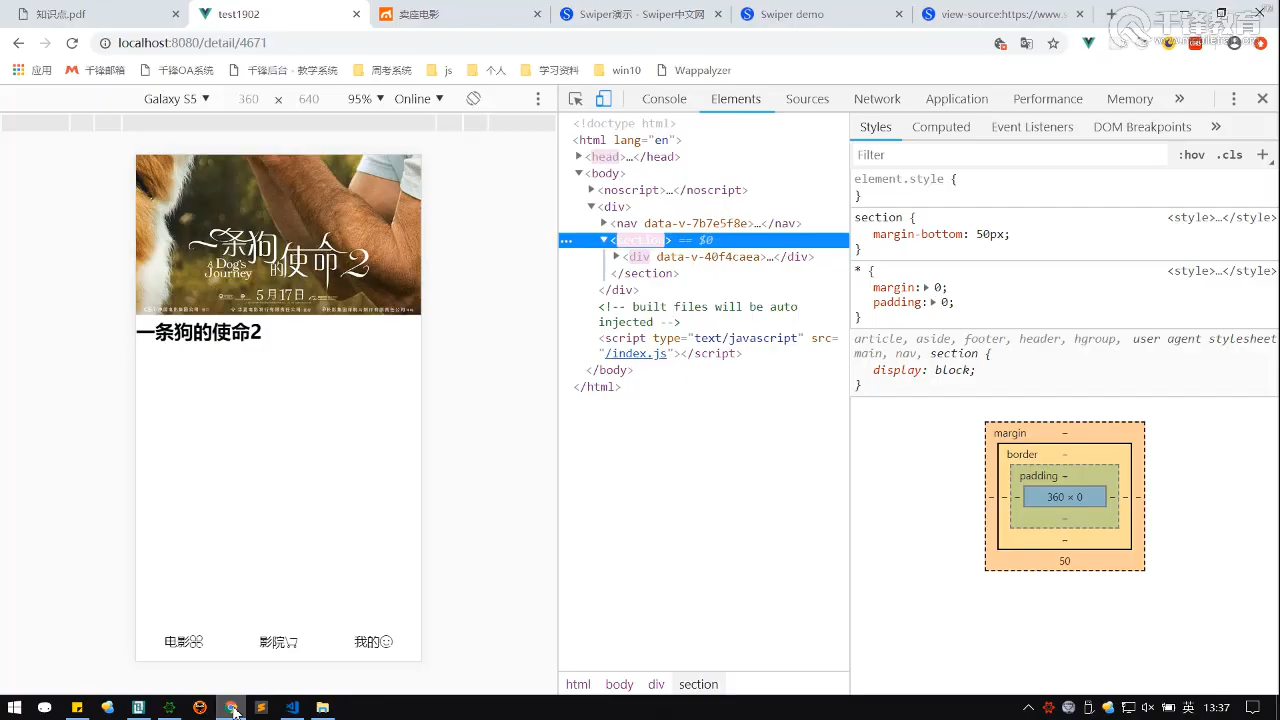 知识点.pdf
test1902
卖座电影
Swiper演示 - Swiper中文网
Swiper demo
view-source:https://www.s
千锋教育
localhost:8080/detail/4671
应用 千锋邮箱 千锋OA系统 千锋后台 - 教学系统 周考系统 js 个人 学习资料 win10 Wappalyzer
Galaxy S5 ▼ 360 × 640 95% ▼ Online ▼
Console Elements Sources Network Application Performance Memory »
<!doctype html>
<html lang="en">
<head>…</head>
<body>
<noscript>…</noscript>
<div>
<nav data-v-7b7e5f8e>…</nav>
<section> == $0
<div data-v-40f4caea>…</div>
</section>
</div>
<!-- built files will be auto
injected -->
<script type="text/javascript" src=
"/index.js"></script>
</body>
</html>
html body div section
Styles Computed Event Listeners DOM Breakpoints »
Filter :hov .cls +
element.style {
}
section { <style>…</style>
margin-bottom: 50px;
}
* { <style>…</style>
margin: 0;
padding: 0;
}
article, aside, footer, header, hgroup, user agent stylesheet
main, nav, section {
display: block;
}
margin –
border –
padding –
– – – 360 × 0 – – –
–
–
50
一条狗的使命2
A Dog's
Journey
5月17日
一条狗的使命2
电影 影院 我的
英 13:37